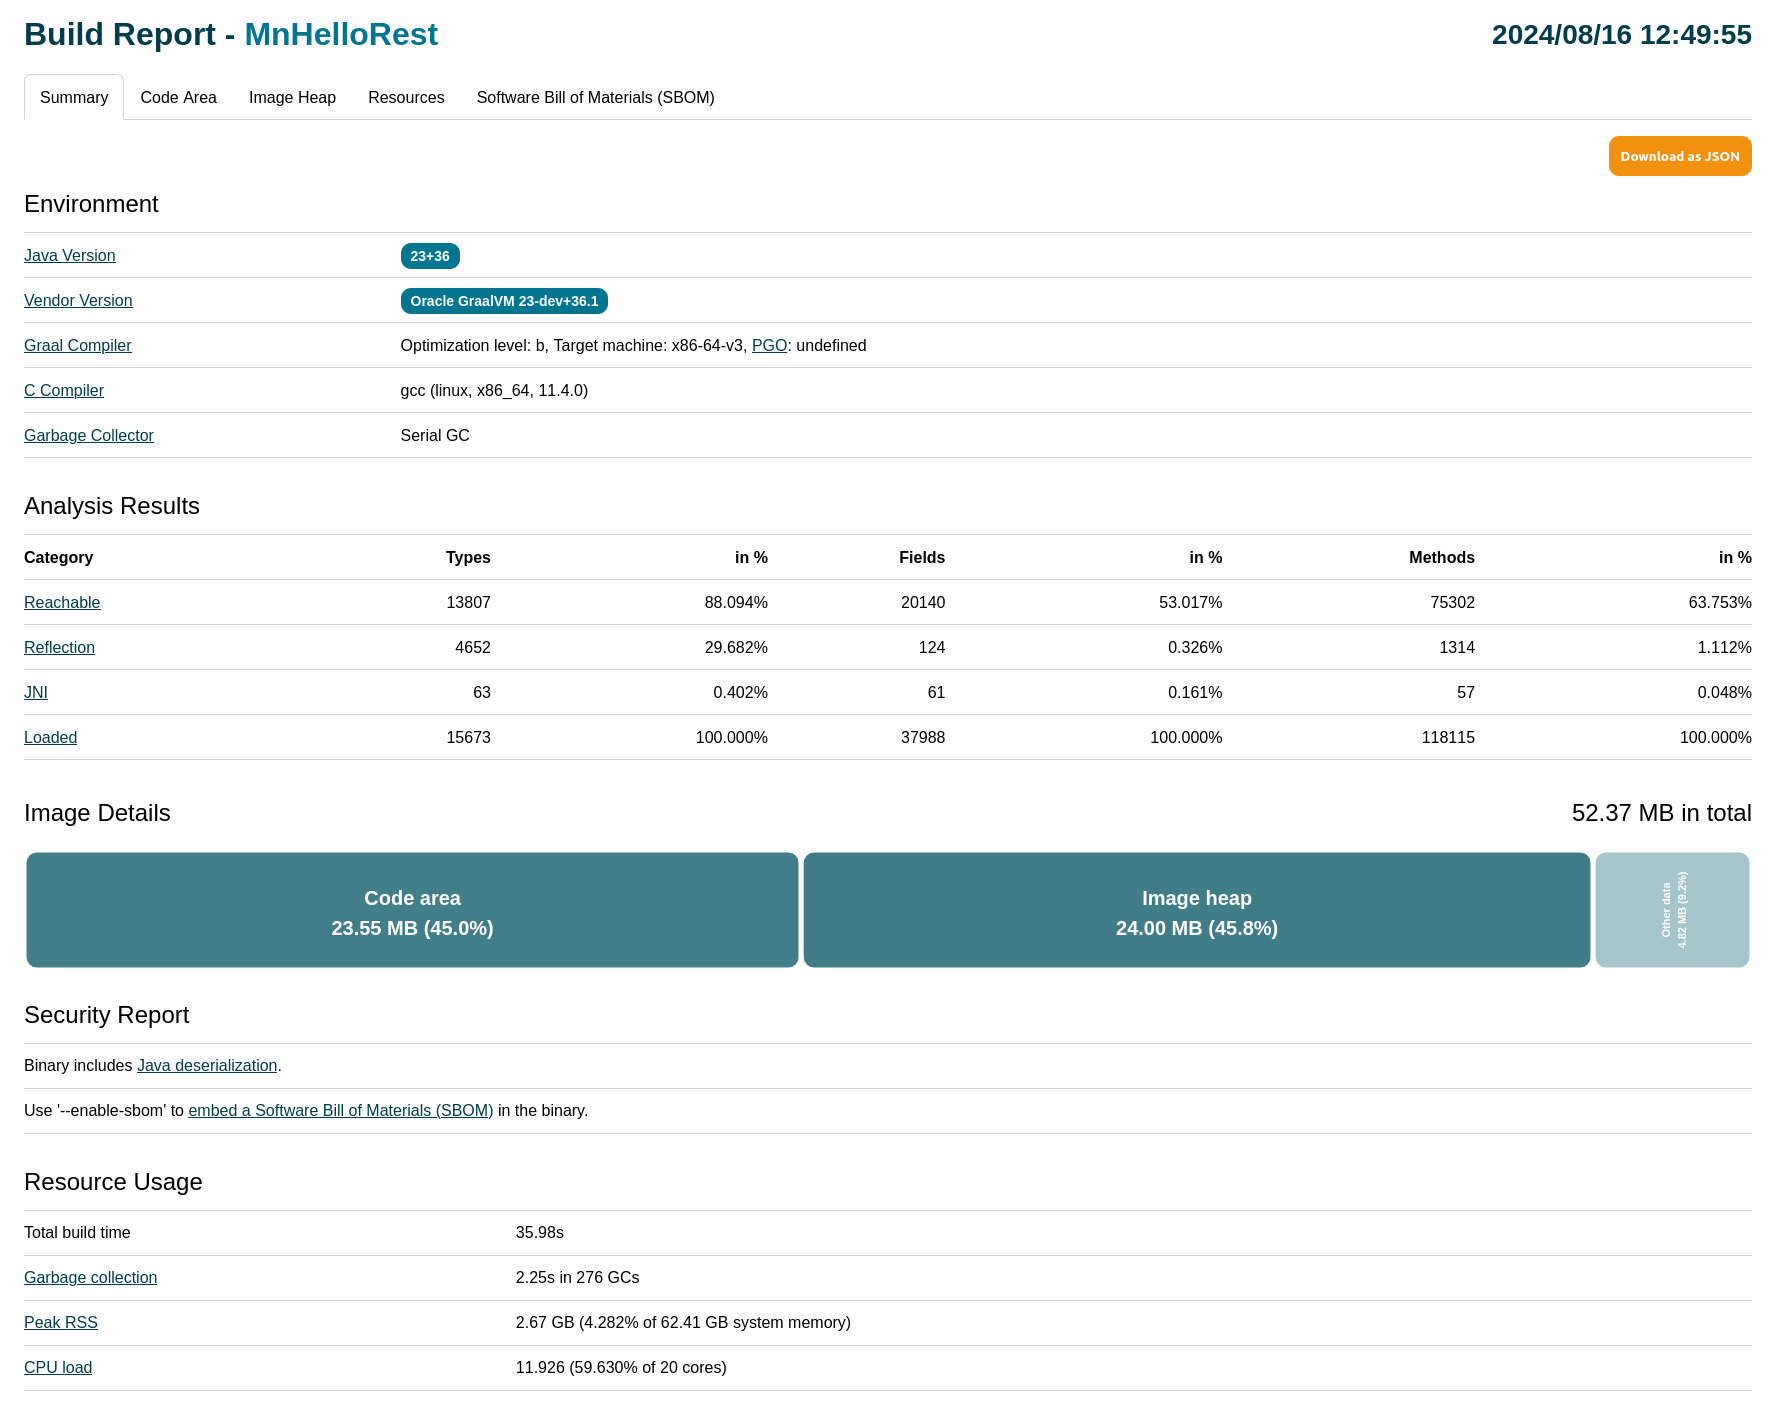 Build Report - MnHelloRest 2024/08/16 12:49:55
Summary Code Area Image Heap Resources Software Bill of Materials (SBOM)
Download as JSON
Environment
Java Version 23+36
Vendor Version Oracle GraalVM 23-dev+36.1
Graal Compiler Optimization level: b, Target machine: x86-64-v3, PGO: undefined
C Compiler gcc (linux, x86_64, 11.4.0)
Garbage Collector Serial GC
Analysis Results
Category Types in % Fields in % Methods in %
Reachable 13807 88.094% 20140 53.017% 75302 63.753%
Reflection 4652 29.682% 124 0.326% 1314 1.112%
JNI 63 0.402% 61 0.161% 57 0.048%
Loaded 15673 100.000% 37988 100.000% 118115 100.000%
Image Details 52.37 MB in total
Code area
23.55 MB (45.0%)
Image heap
24.00 MB (45.8%)
Other data
4.82 MB (9.2%)
Security Report
Binary includes Java deserialization.
Use '--enable-sbom' to embed a Software Bill of Materials (SBOM) in the binary.
Resource Usage
Total build time 35.98s
Garbage collection 2.25s in 276 GCs
Peak RSS 2.67 GB (4.282% of 62.41 GB system memory)
CPU load 11.926 (59.630% of 20 cores)